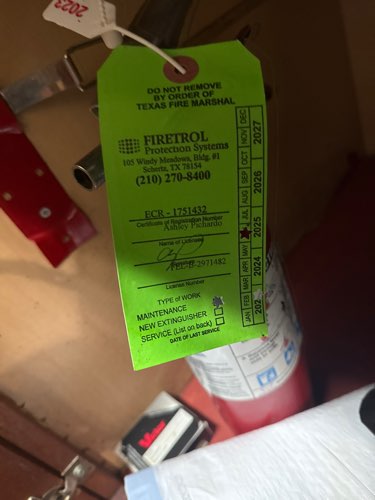 2023
DO NOT REMOVE
BY ORDER OF
TEXAS FIRE MARSHAL
FIRETROL
Protection Systems
105 Windy Meadows, Bldg. #1
Schertz, TX 78154
(210) 270-8400
ECR - 1751432
Certificate of Registration Number
Ashley Pichardo
Name of Licensee
FEL-B-2971482
License Number
TYPE of WORK
MAINTENANCE
NEW EXTINGUISHER
SERVICE (List on back)
DATE OF LAST SERVICE
JAN FEB MAR APR MAY JUL AUG SEP OCT NOV DEC
202 2024 2025 2026 2027